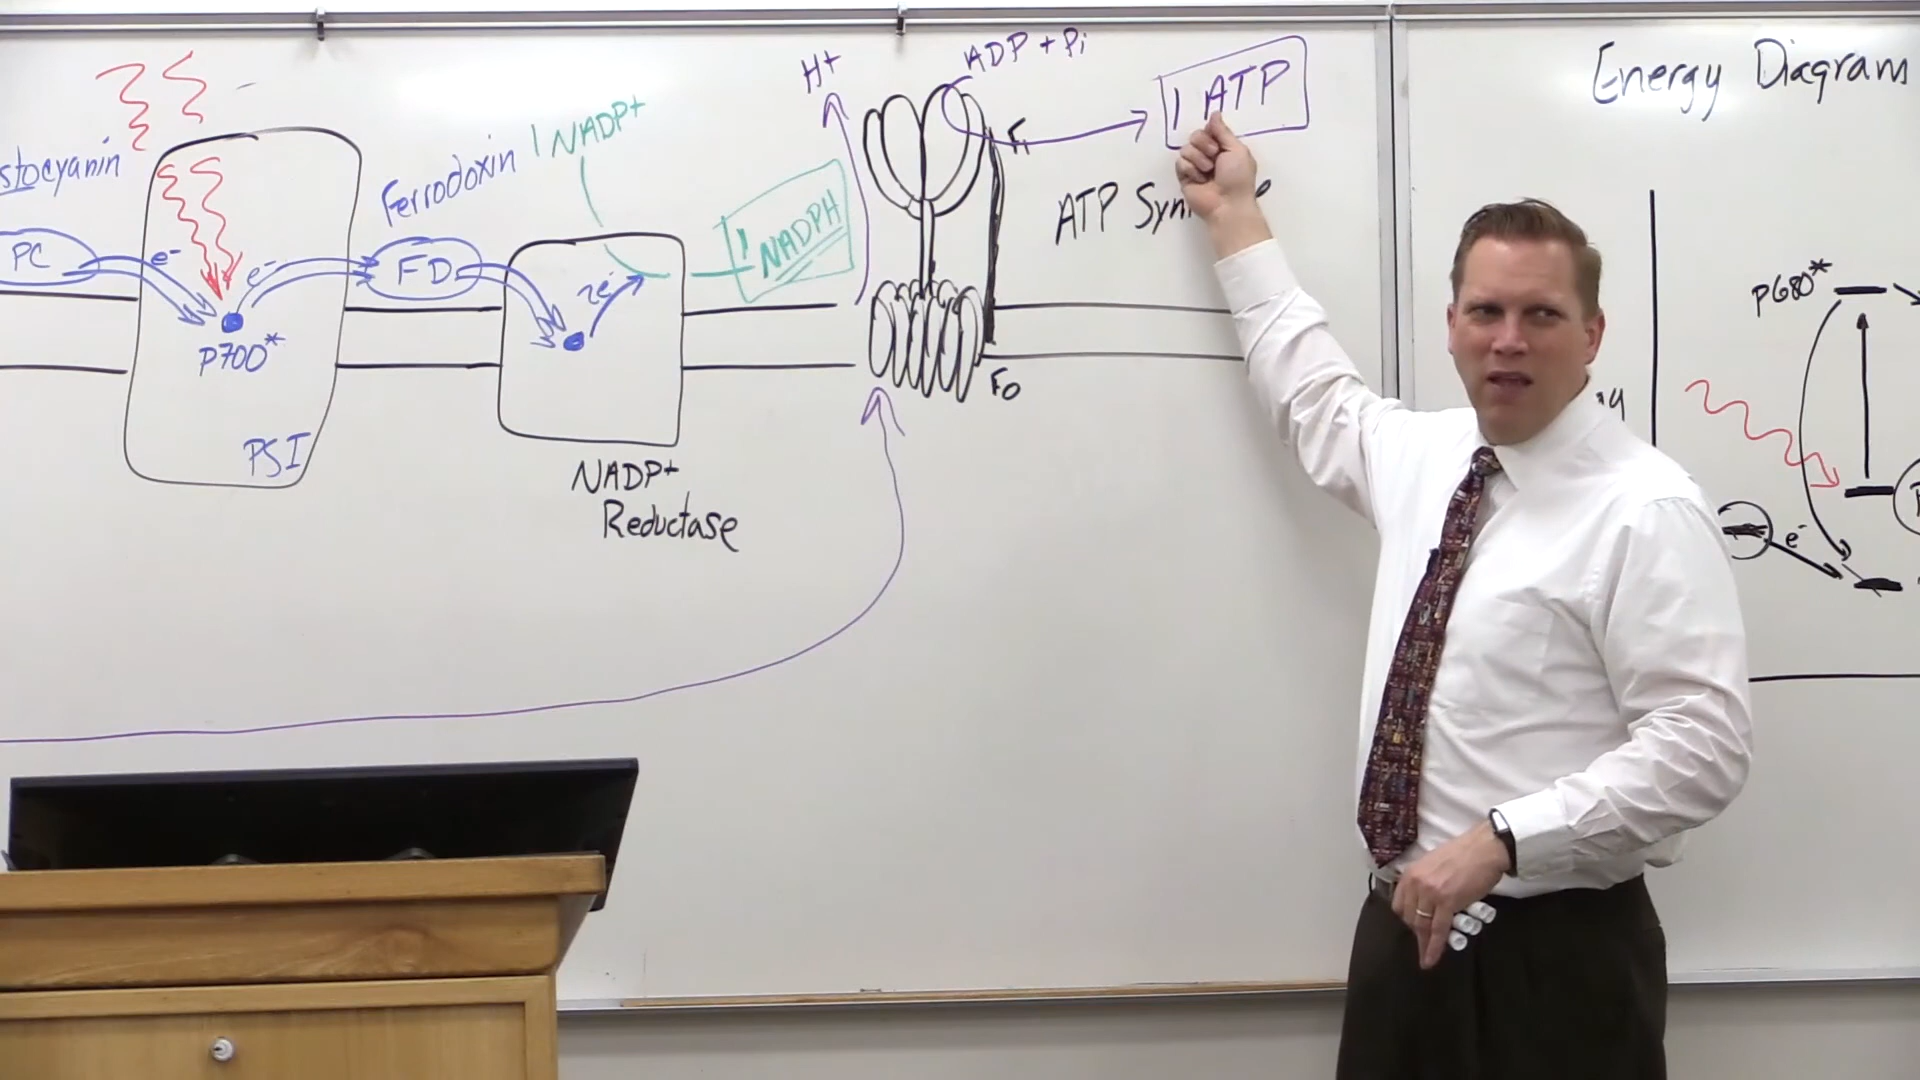 stocyanin
PC
e-
P700*
PSI
e-
Ferrodoxin
FD
1 NADP+
2e-
1 NADPH
NADP+
Reductase
H+
ADP + Pi
F1
1 ATP
ATP Syn
Fo
Energy Diagram
P680*
e-